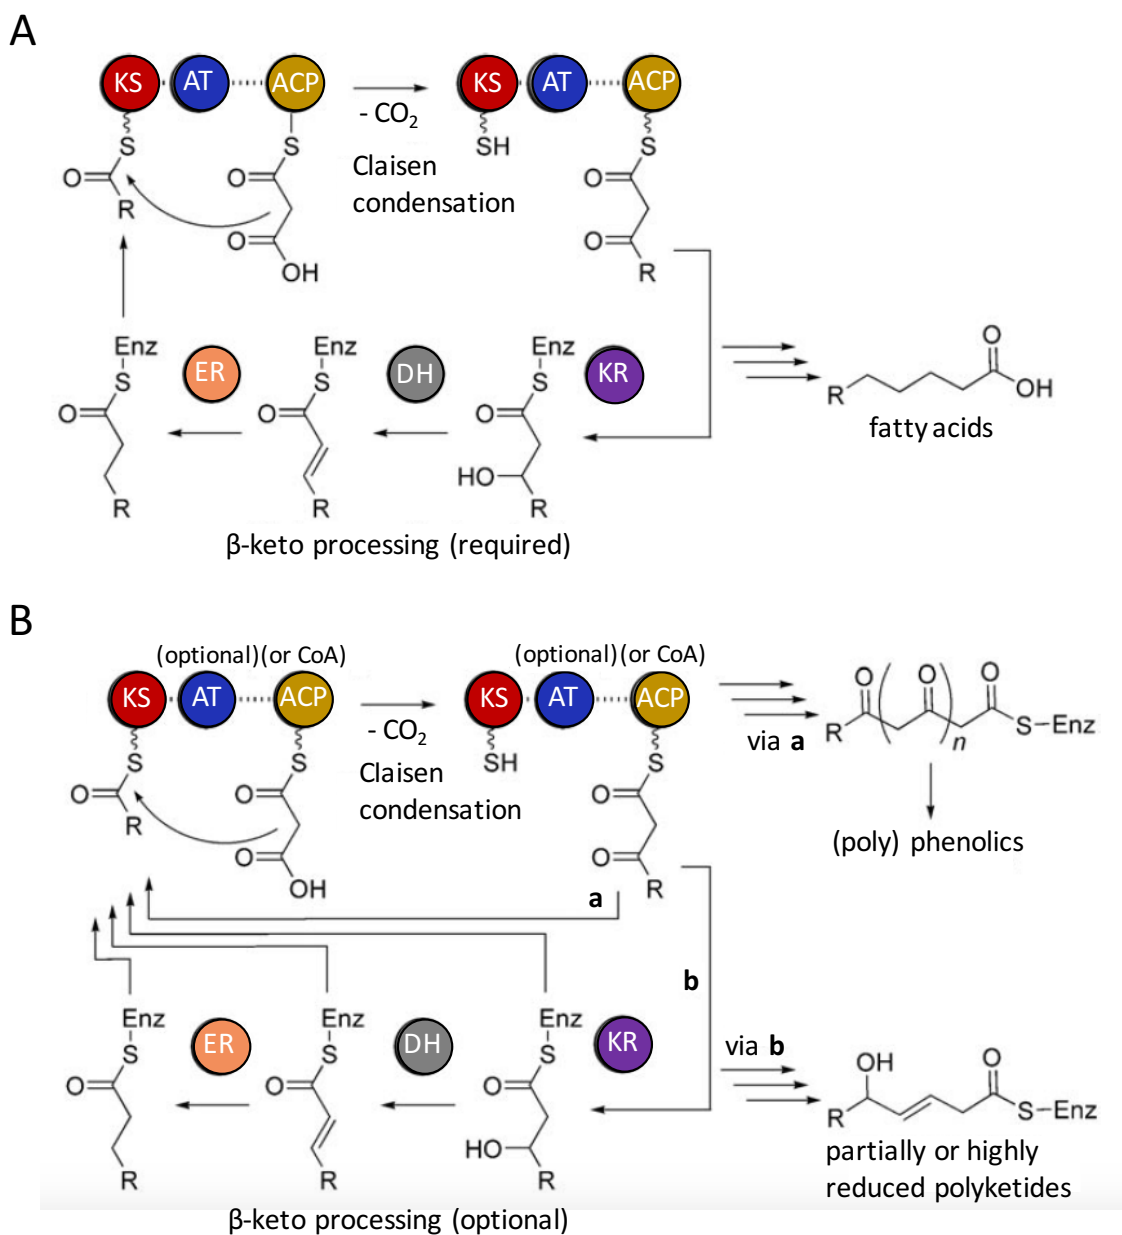 A
KS AT ACP KS AT ACP
- CO2
S SH S S
Claisen
condensation
O O O
R O O
OH R
Enz ER Enz DH Enz KR
S S S
O O O
HO
R R R
O
R OH
fatty acids
β-keto processing (required)
B
(optional) (or CoA) (optional) (or CoA)
KS AT ACP KS AT ACP
- CO2
S S SH S
Claisen
condensation
O O O
R O O
OH R
via a
O O O
R n S–Enz
(poly) phenolics
a
b
Enz ER Enz DH Enz KR
S S S
O O O
HO
R R R
via b
OH O
R S–Enz
partially or highly
reduced polyketides
β-keto processing (optional)